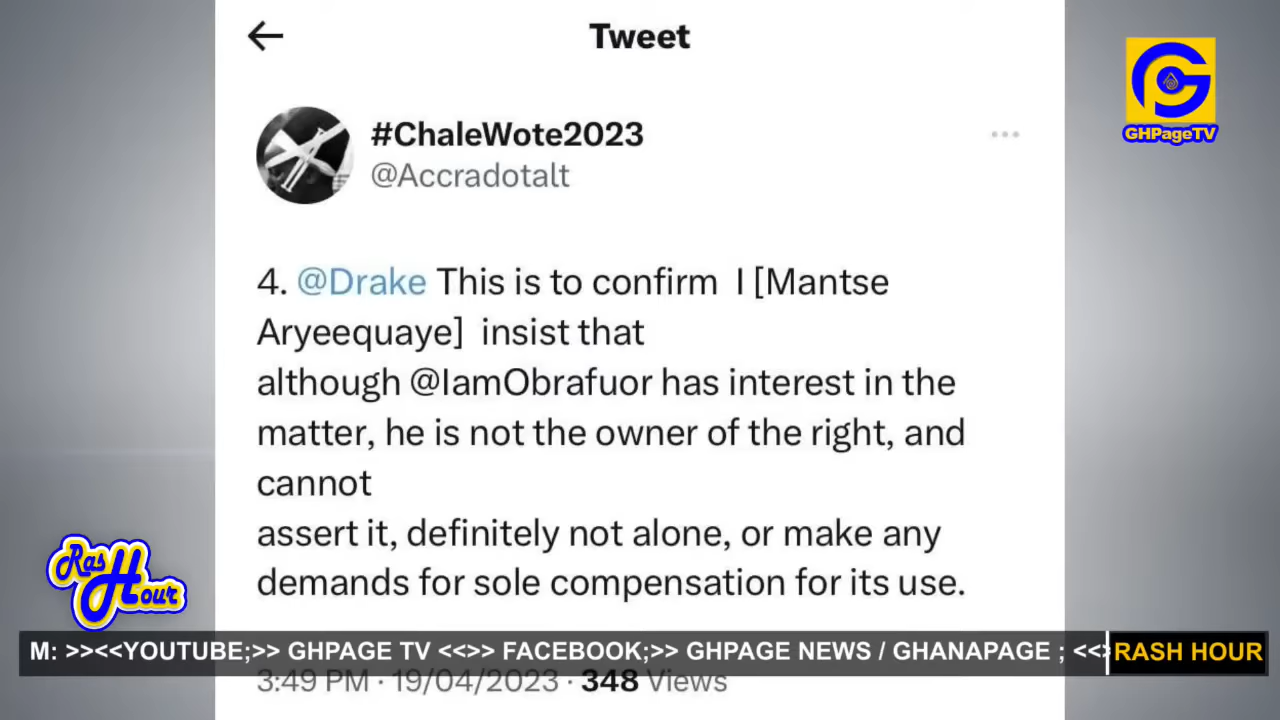 Tweet
GHPageTV
#ChaleWote2023
@Accradotalt
4. @Drake This is to confirm  I [Mantse
Aryeequaye]  insist that
although @IamObrafuor has interest in the
matter, he is not the owner of the right, and
cannot
assert it, definitely not alone, or make any
demands for sole compensation for its use.
Rash Hour
M: >><<YOUTUBE;>> GHPAGE TV <<>> FACEBOOK;>> GHPAGE NEWS / GHANAPAGE ; <<>
RASH HOUR
3:49 PM · 19/04/2023 · 348 Views